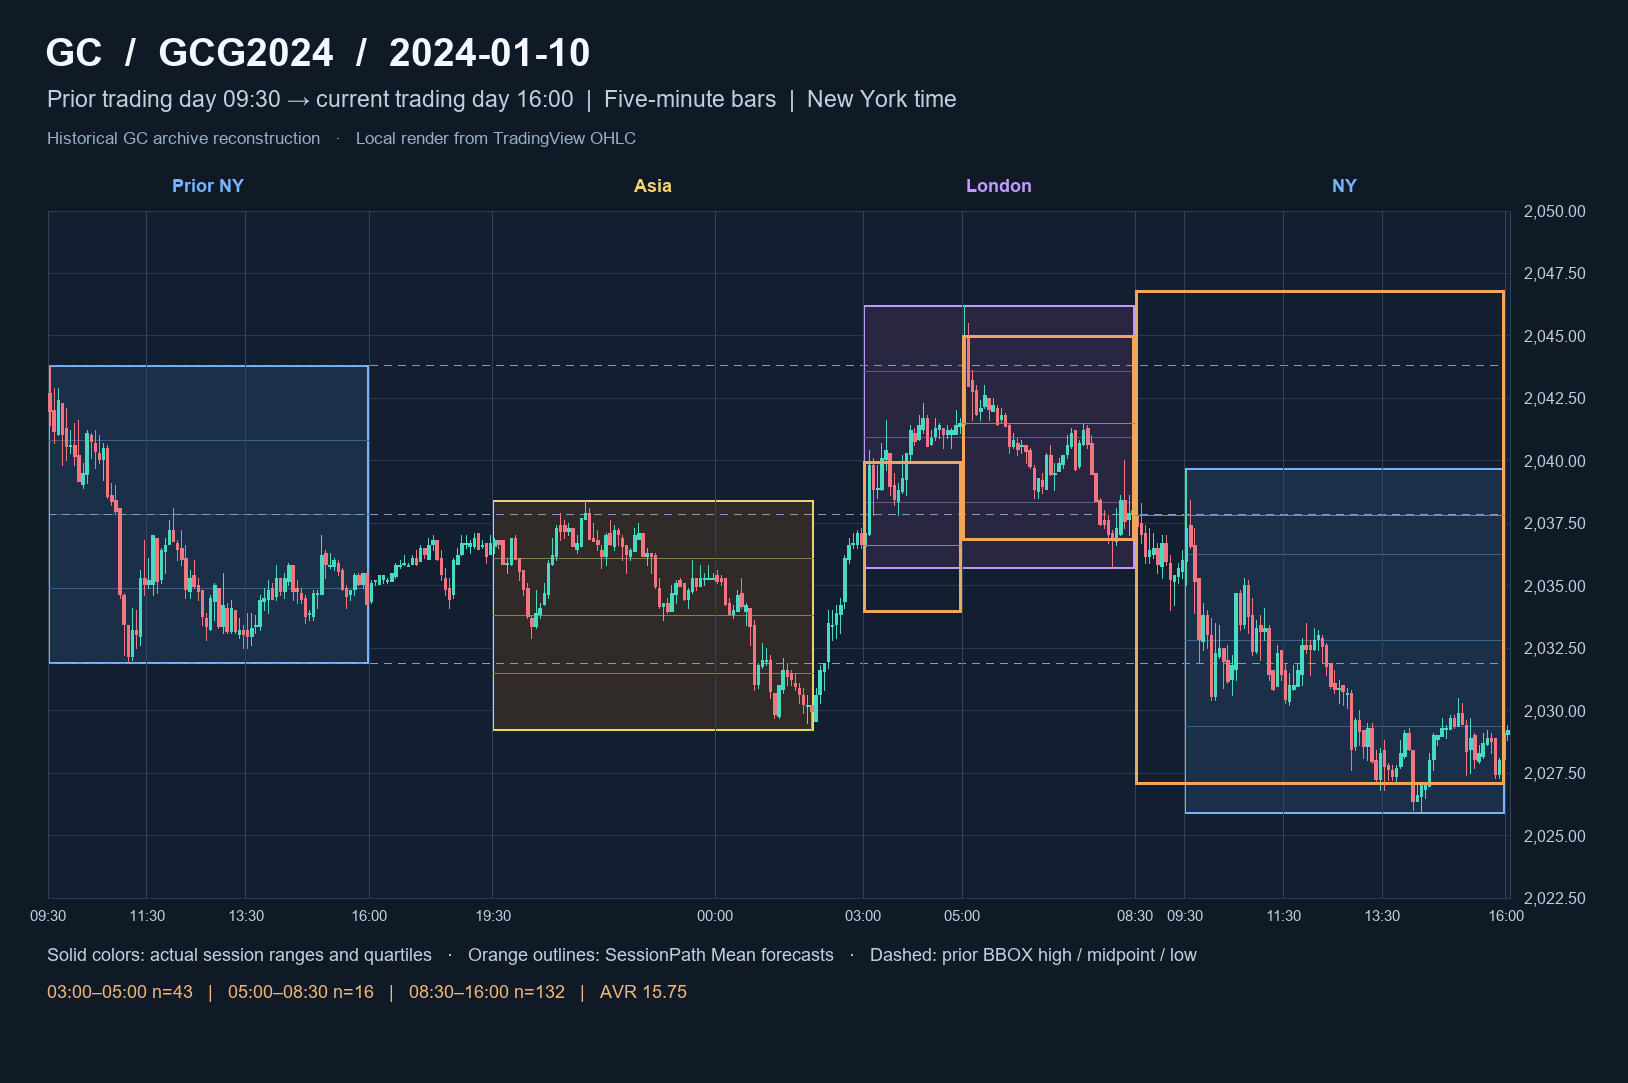 GC / GCG2024 / 2024-01-10
Prior trading day 09:30 → current trading day 16:00 | Five-minute bars | New York time
Historical GC archive reconstruction · Local render from TradingView OHLC
Prior NY Asia London NY
2,050.00
2,047.50
2,045.00
2,042.50
2,040.00
2,037.50
2,035.00
2,032.50
2,030.00
2,027.50
2,025.00
2,022.50
09:30 11:30 13:30 16:00 19:30 00:00 03:00 05:00 08:30 09:30 11:30 13:30 16:00
Solid colors: actual session ranges and quartiles · Orange outlines: SessionPath Mean forecasts · Dashed: prior BBOX high / midpoint / low
03:00–05:00 n=43 | 05:00–08:30 n=16 | 08:30–16:00 n=132 | AVR 15.75